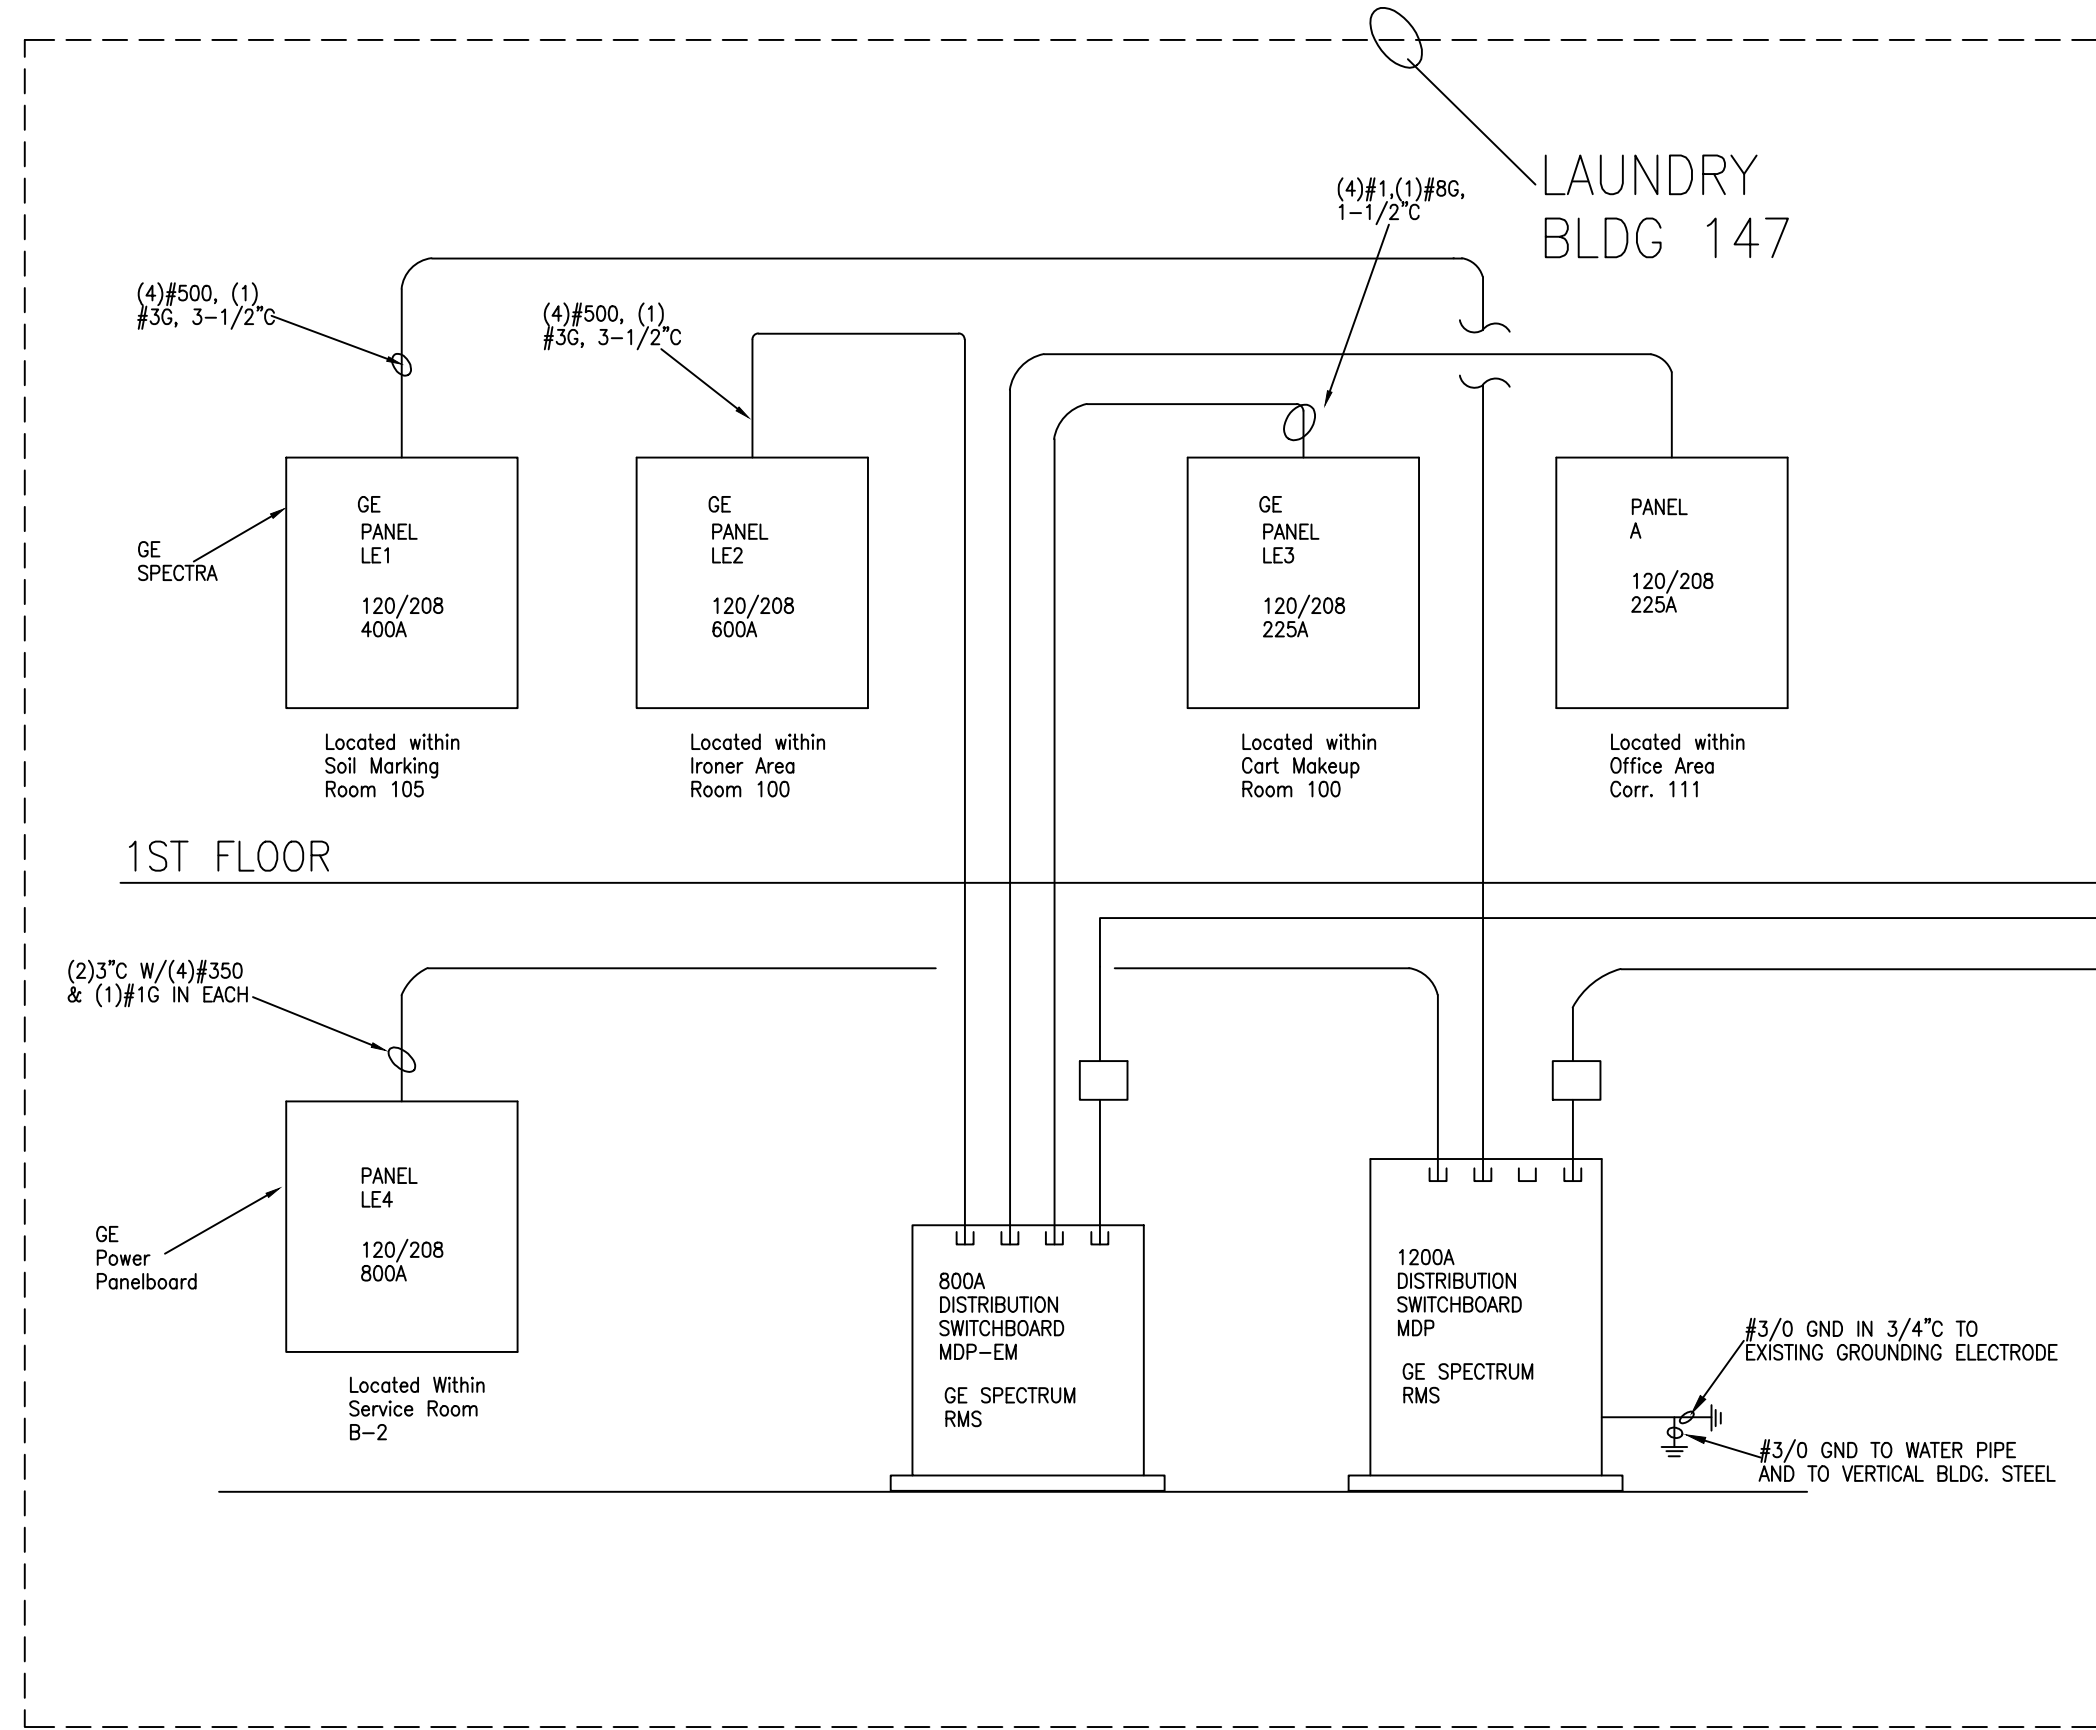 LAUNDRY
BLDG 147
(4)#1,(1)#8G,
1-1/2"C
(4)#500, (1)
#3G, 3-1/2"C
(4)#500, (1)
#3G, 3-1/2"C
GE
SPECTRA
GE
PANEL
LE1
120/208
400A
GE
PANEL
LE2
120/208
600A
GE
PANEL
LE3
120/208
225A
PANEL
A
120/208
225A
Located within
Soil Marking
Room 105
Located within
Ironer Area
Room 100
Located within
Cart Makeup
Room 100
Located within
Office Area
Corr. 111
1ST FLOOR
(2)3"C W/(4)#350
& (1)#1G IN EACH
GE
Power
Panelboard
PANEL
LE4
120/208
800A
Located Within
Service Room
B-2
800A
DISTRIBUTION
SWITCHBOARD
MDP-EM
GE SPECTRUM
RMS
1200A
DISTRIBUTION
SWITCHBOARD
MDP
GE SPECTRUM
RMS
#3/0 GND IN 3/4"C TO
EXISTING GROUNDING ELECTRODE
#3/0 GND TO WATER PIPE
AND TO VERTICAL BLDG. STEEL